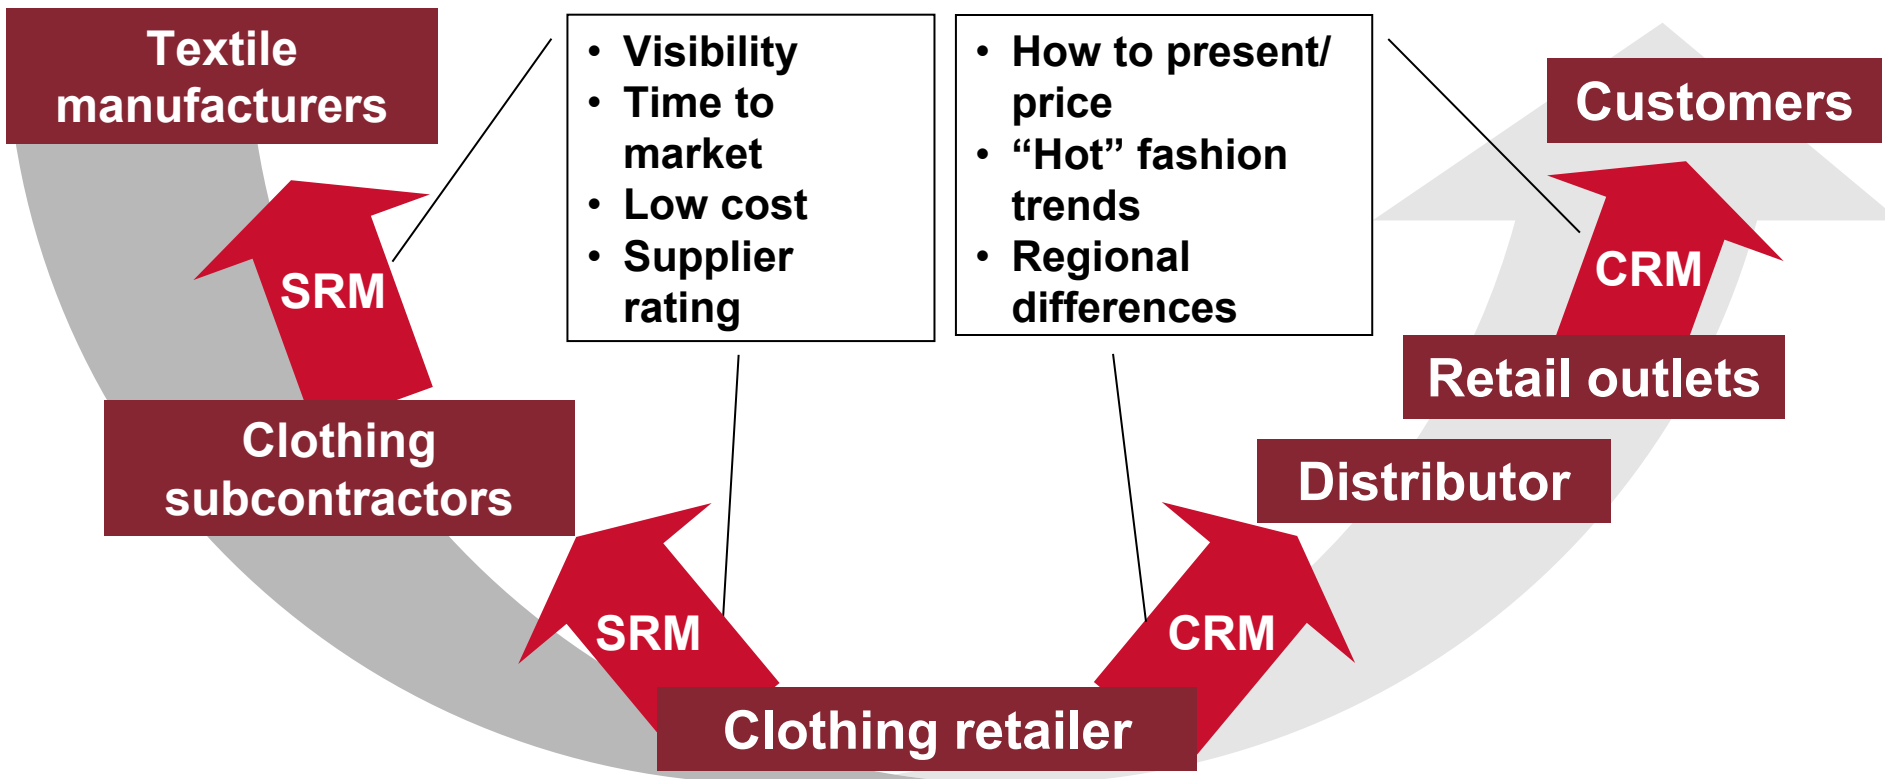 Textile
manufacturers
• Visibility
• Time to
market
• Low cost
• Supplier
rating
• How to present/
price
• “Hot” fashion
trends
• Regional
differences
Customers
SRM
CRM
Retail outlets
Clothing
subcontractors
Distributor
SRM
CRM
Clothing retailer